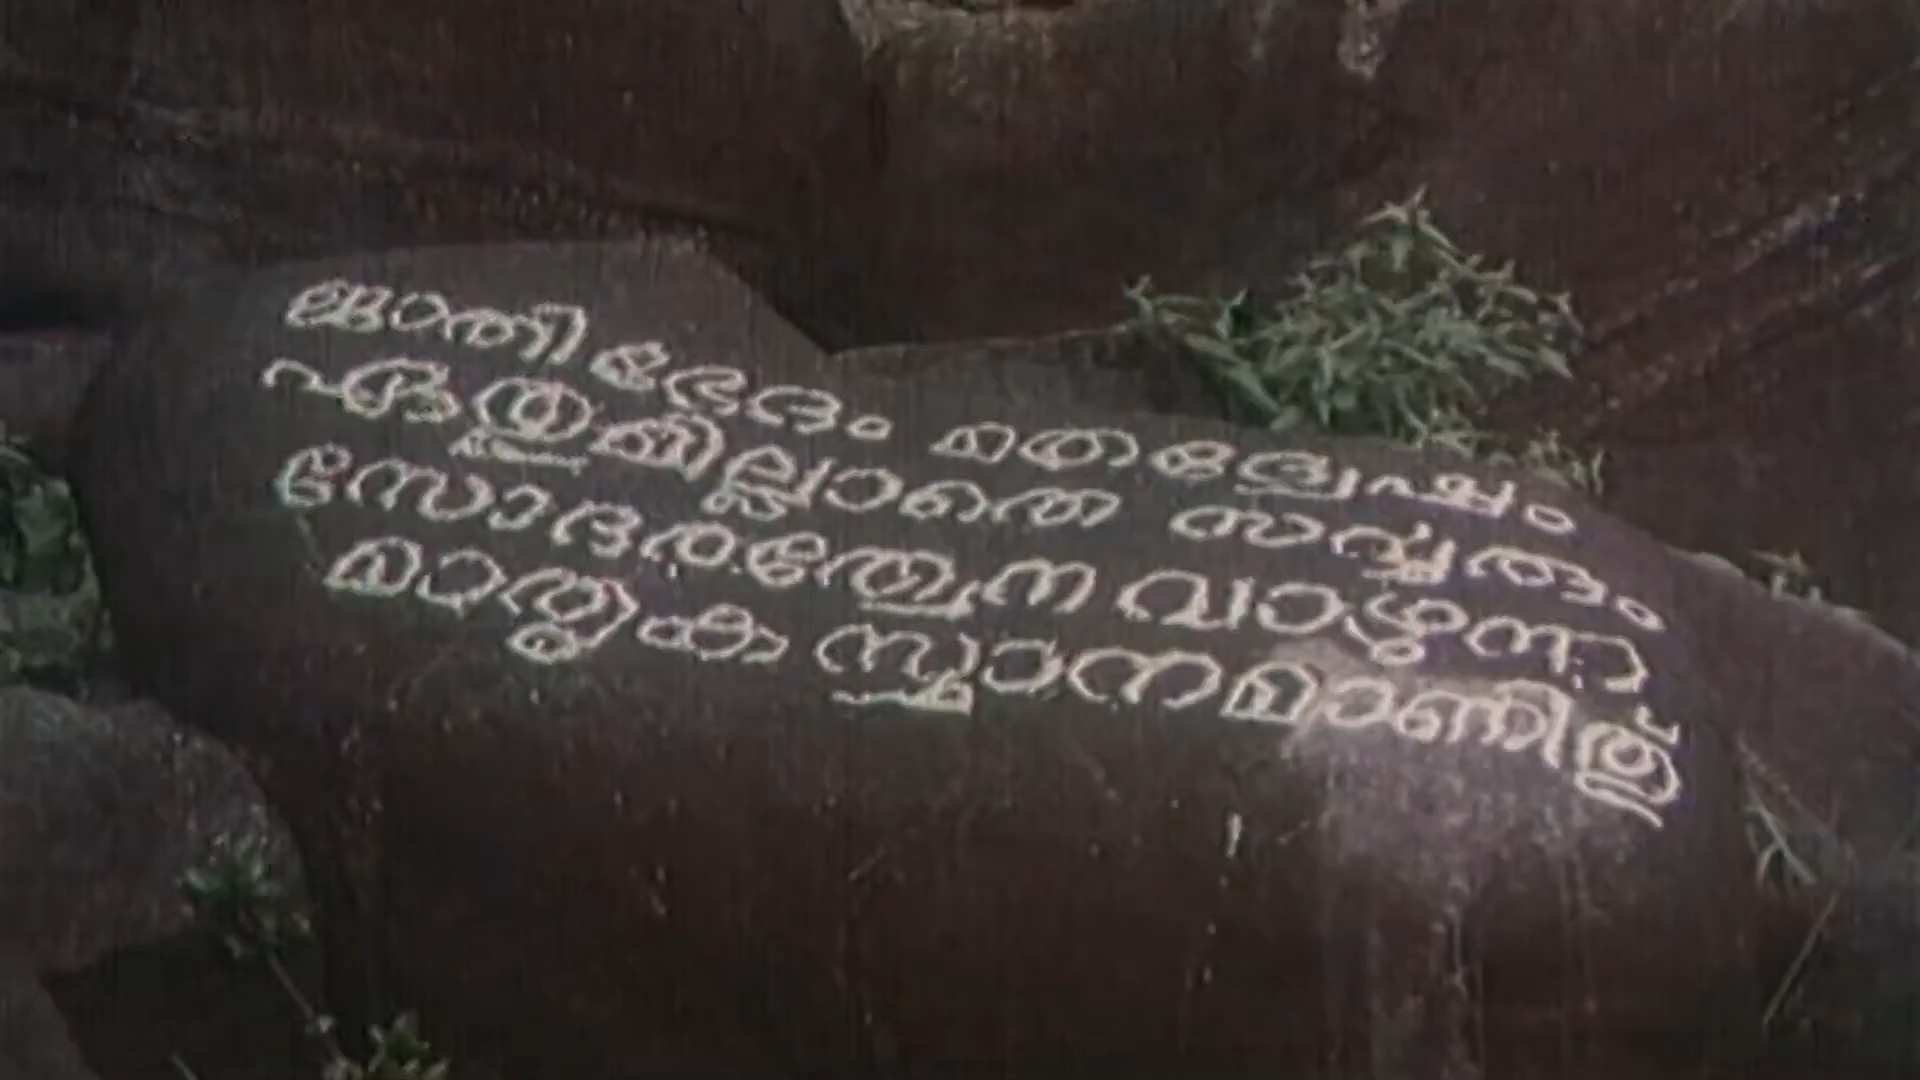 ജാതി ഭേദം മതദ്വേഷം
ഏതുമില്ലാതെ സർവ്വരും
സോദരത്വേന വാഴുന്ന
മാതൃകാ സ്ഥാനമാണിത്